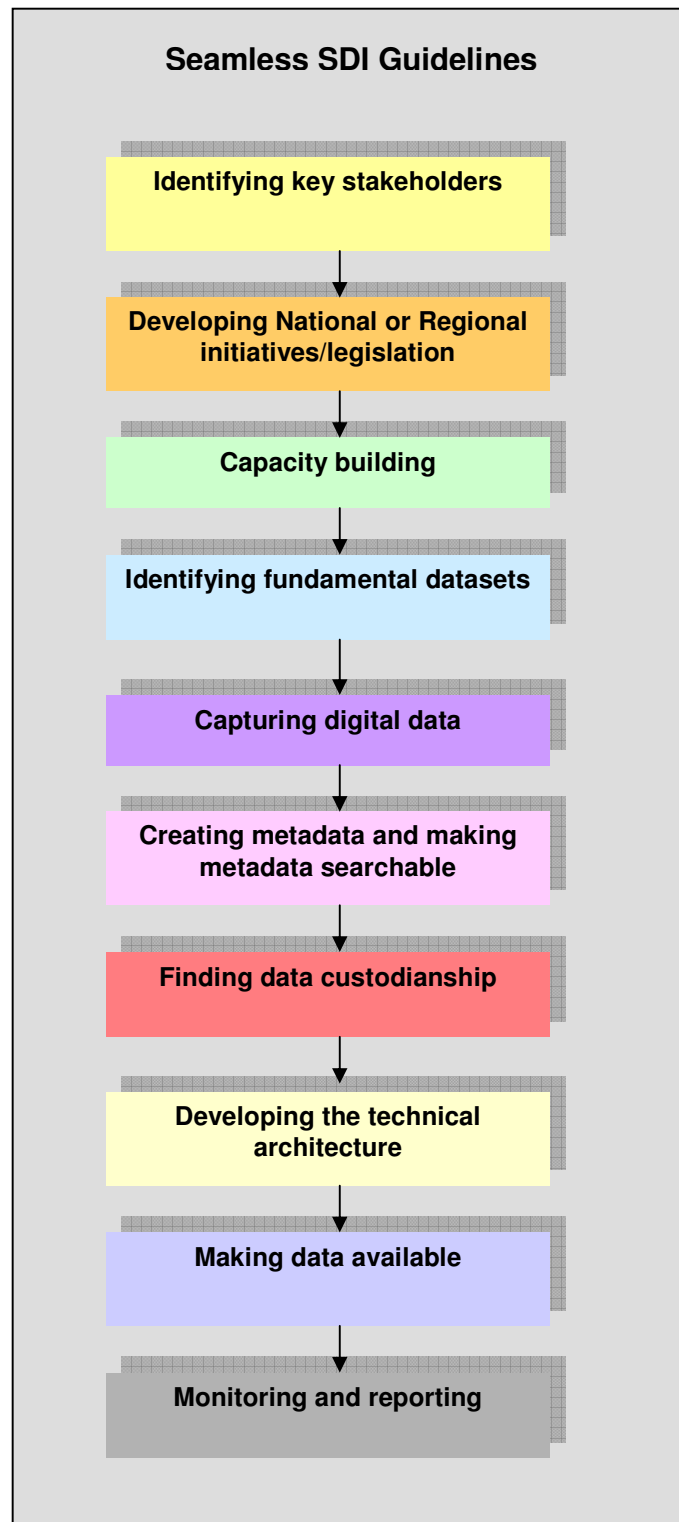 Seamless SDI Guidelines
Identifying key stakeholders
Developing National or Regional
initiatives/legislation
Capacity building
Identifying fundamental datasets
Capturing digital data
Creating metadata and making
metadata searchable
Finding data custodianship
Developing the technical
architecture
Making data available
Monitoring and reporting